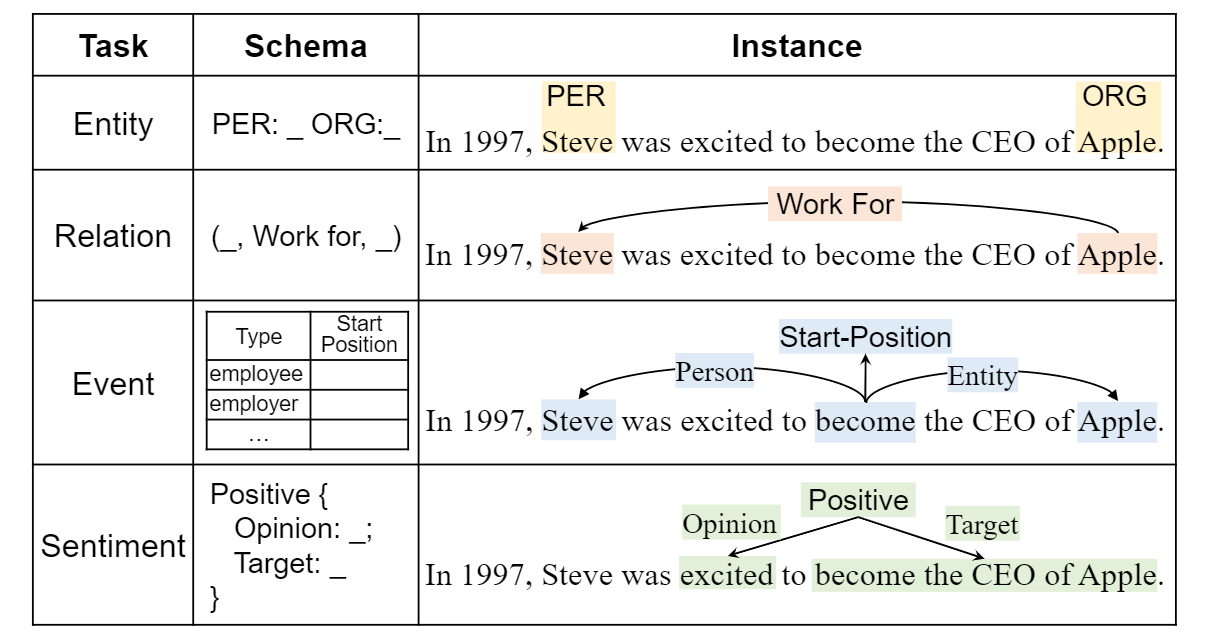 Task Schema Instance
PER ORG
Entity PER: _ ORG:_ In 1997, Steve was excited to become the CEO of Apple.
Work For
Relation (_, Work for, _) In 1997, Steve was excited to become the CEO of Apple.
Type Start Position
employee
employer
...
Event
Start-Position
Person Entity
In 1997, Steve was excited to become the CEO of Apple.
Sentiment
Positive {
Opinion: _;
Target: _
}
Positive
Opinion Target
In 1997, Steve was excited to become the CEO of Apple.